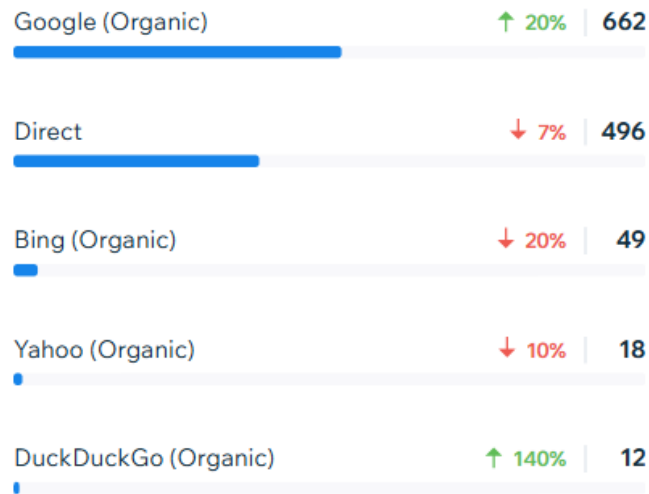 Google (Organic) ↑ 20% 662
Direct ↓ 7% 496
Bing (Organic) ↓ 20% 49
Yahoo (Organic) ↓ 10% 18
DuckDuckGo (Organic) ↑ 140% 12